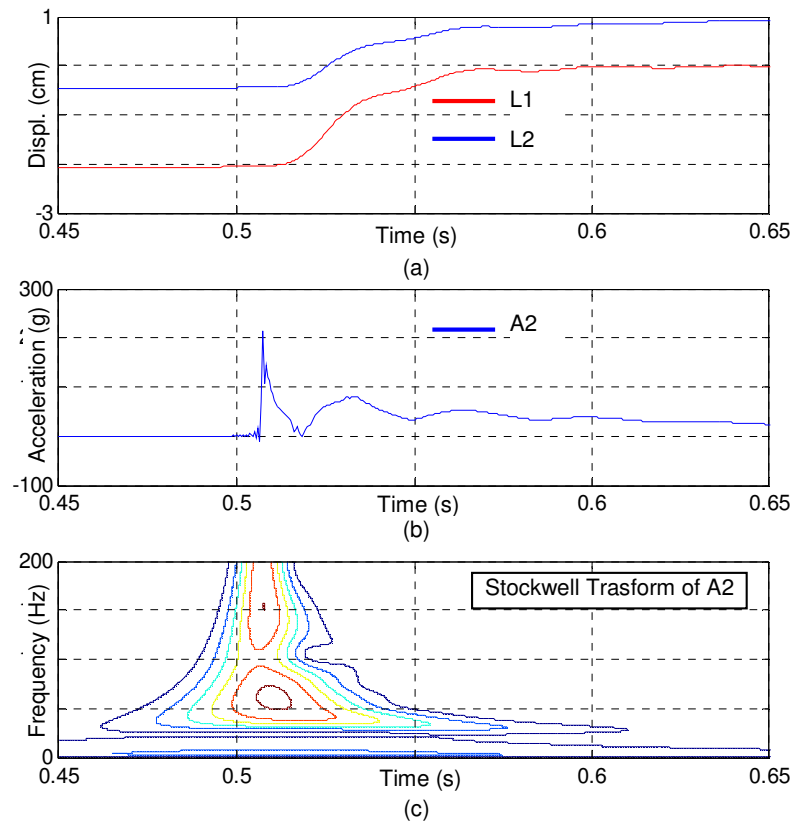 1
Displ. (cm)
L1
L2
-3
0.45
0.5
Time (s)
0.6
0.65
(a)
300
Acceleration (g)
A2
-100
0.45
0.5
Time (s)
0.6
0.65
(b)
200
Frequency (Hz)
Stockwell Trasform of A2
0
0.45
0.5
Time (s)
0.6
0.65
(c)